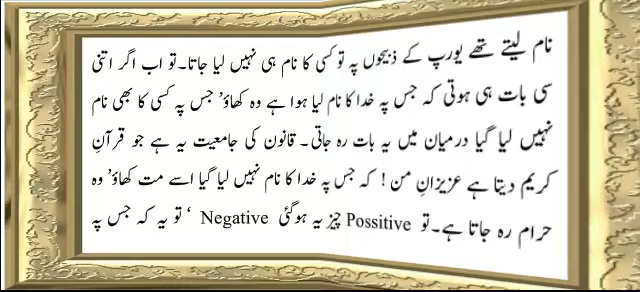 نام لیتے تھے یورپ کے ذبیحوں پہ تو کسی کا نام ہی نہیں لیا جاتا۔ تو اب اگر اتنی
سی بات ہی ہوتی کہ جس پہ خدا کا نام لیا ہوا ہے وہ کھاؤ’ جس پہ کسی کا بھی نام
نہیں لیا گیا درمیان میں یہ بات رہ جاتی۔ قانون کی جامعیت یہ ہے جو قرآنِ
کریم دیتا ہے عزیزانِ من! کہ جس پہ خدا کا نام نہیں لیا گیا اسے مت کھاؤ’ وہ
حرام رہ جاتا ہے۔ تو Possitive چیز یہ ہوگئی Negative ‘ تو یہ کہ جس پہ